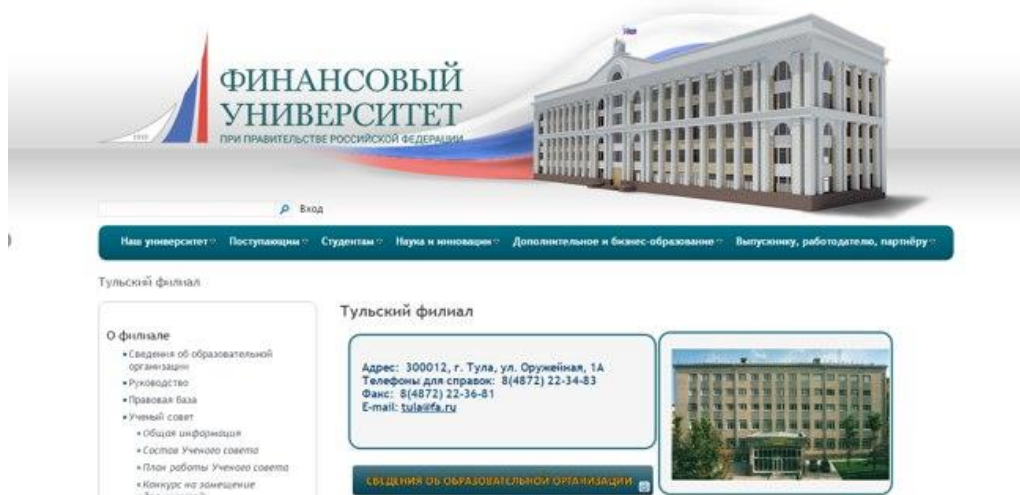 ФИНАНСОВЫЙ
УНИВЕРСИТЕТ
ПРИ ПРАВИТЕЛЬСТВЕ РОССИЙСКОЙ ФЕДЕРАЦИИ
Вход
Наш университет Поступающим Студентам Наука и инновации Дополнительное и бизнес-образование Выпускнику, работодателю, партнёру
Тульский филиал
О филиале
Сведения об образовательной
организации
Руководство
Правовая база
Ученый совет
Общая информация
Состав Ученого совета
План работы Ученого совета
Конкурс на замещение
Тульский филиал
Адрес: 300012, г. Тула, ул. Оружейная, 1А
Телефоны для справок: 8(4872) 22-34-83
Факс: 8(4872) 22-36-81
E-mail: tula@fa.ru
СВЕДЕНИЯ ОБ ОБРАЗОВАТЕЛЬНОЙ ОРГАНИЗАЦИИ